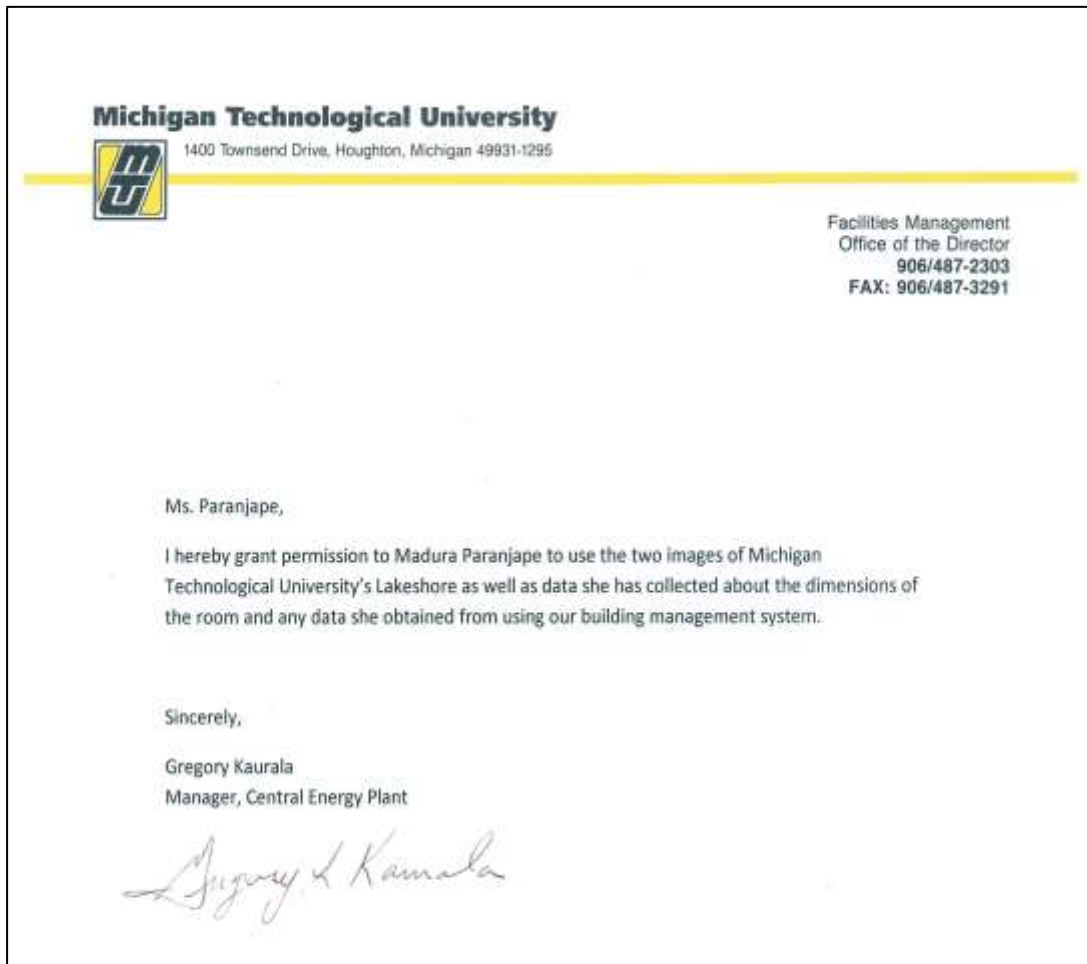 Michigan Technological University
1400 Townsend Drive, Houghton, Michigan 49931-1295
MTU
Facilities Management
Office of the Director
906/487-2303
FAX: 906/487-3291
Ms. Paranjape,
I hereby grant permission to Madura Paranjape to use the two images of Michigan
Technological University's Lakeshore as well as data she has collected about the dimensions of
the room and any data she obtained from using our building management system.
Sincerely,
Gregory Kaurala
Manager, Central Energy Plant
Gregory L Kaurala